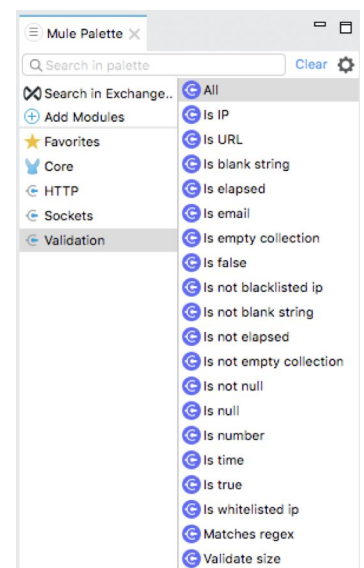 Mule Palette
Search in palette
Clear
Search in Exchange..
Add Modules
Favorites
Core
HTTP
Sockets
Validation
All
Is IP
Is URL
Is blank string
Is elapsed
Is email
Is empty collection
Is false
Is not blacklisted ip
Is not blank string
Is not elapsed
Is not empty collection
Is not null
Is null
Is number
Is time
Is true
Is whitelisted ip
Matches regex
Validate size